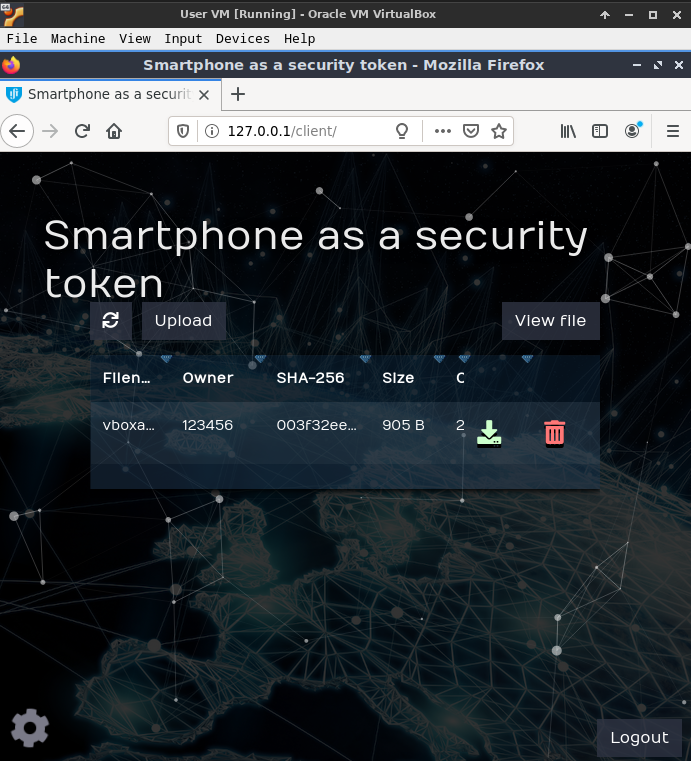 User VM [Running] - Oracle VM VirtualBox
File Machine View Input Devices Help
Smartphone as a security token - Mozilla Firefox
Smartphone as a securit
127.0.0.1/client/
Smartphone as a security
token
Upload View file
Filen... Owner SHA-256 Size C
vboxa... 123456 003f32ee... 905 B 2
Logout